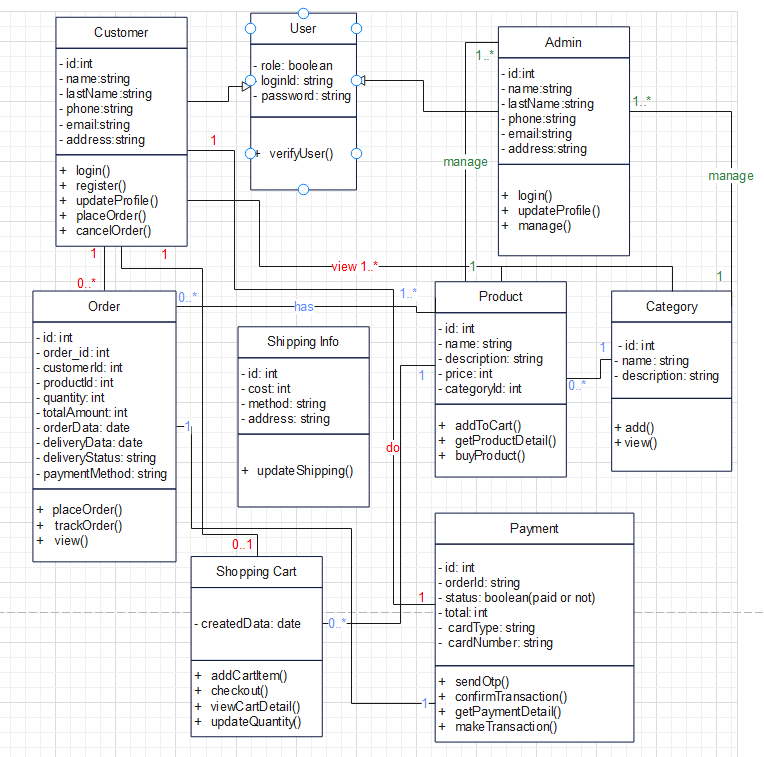 Customer
- id:int
- name:string
- lastName:string
- phone:string
- email:string
- address:string
+ login()
+ register()
+ updateProfile()
+ placeOrder()
+ cancelOrder()
User
- role: boolean
- loginId: string
- password: string
+ verifyUser()
Admin
- id:int
- name:string
- lastName:string
- phone:string
- email:string
- address:string
+ login()
+ updateProfile()
+ manage()
1..*
1..*
1
manage
manage
1
1
0..*
view 1..*
1
1
0..*
has
1..*
Order
- id: int
- order_id: int
- customerId: int
- productId: int
- quantity: int
- totalAmount: int
- orderData: date
- deliveryData: date
- deliveryStatus: string
- paymentMethod: string
+ placeOrder()
+ trackOrder()
+ view()
Shipping Info
- id: int
- cost: int
- method: string
- address: string
+ updateShipping()
Product
- id: int
- name: string
- description: string
- price: int
- categoryId: int
+ addToCart()
+ getProductDetail()
+ buyProduct()
Category
- id: int
- name: string
- description: string
+ add()
+ view()
1
1
0..*
1
do
0..1
1
0..*
1
Shopping Cart
- createdData: date
+ addCartItem()
+ checkout()
+ viewCartDetail()
+ updateQuantity()
Payment
- id: int
- orderId: string
- status: boolean(paid or not)
- total: int
- cardType: string
- cardNumber: string
+ sendOtp()
+ confirmTransaction()
+ getPaymentDetail()
+ makeTransaction()